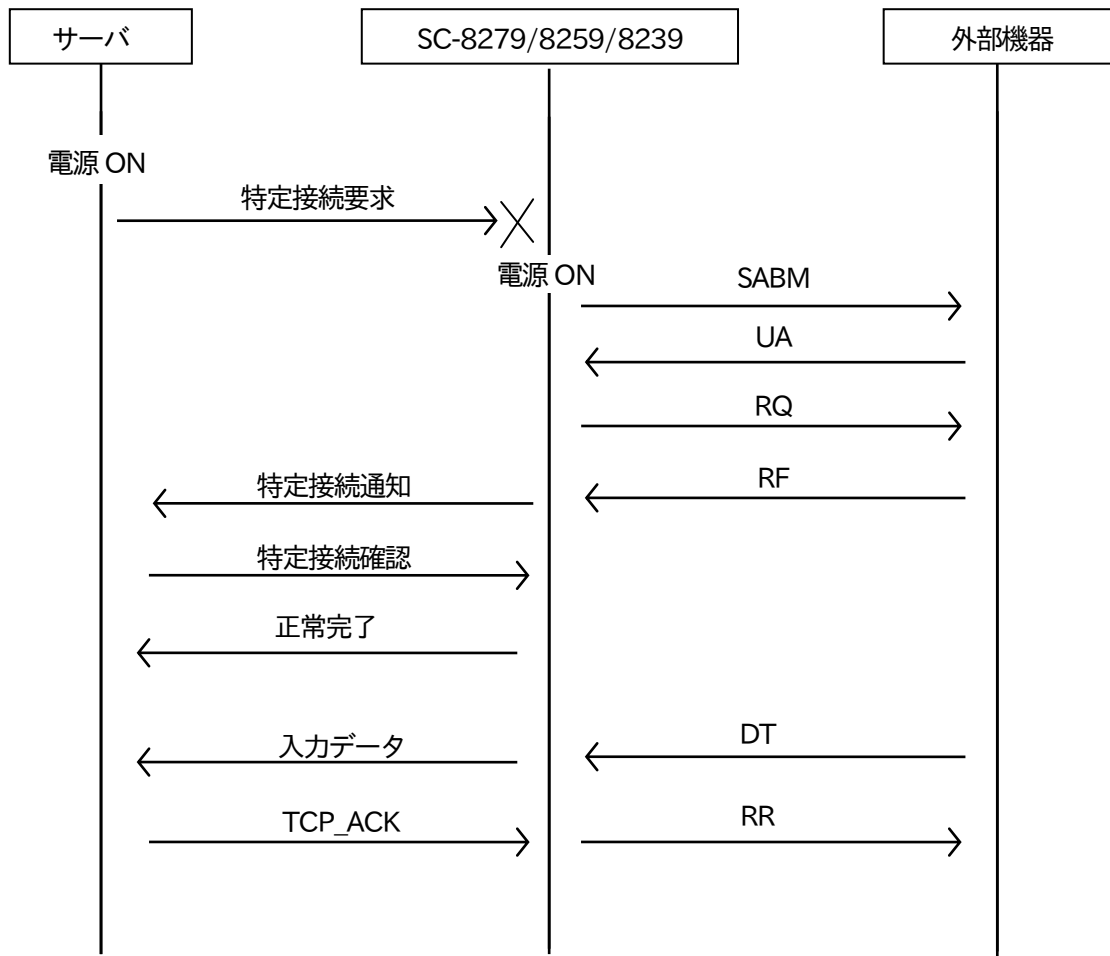 サーバ
SC-8279/8259/8239
外部機器
電源 ON
特定接続要求
電源 ON
SABM
UA
RQ
RF
特定接続通知
特定接続確認
正常完了
DT
入力データ
TCP_ACK
RR